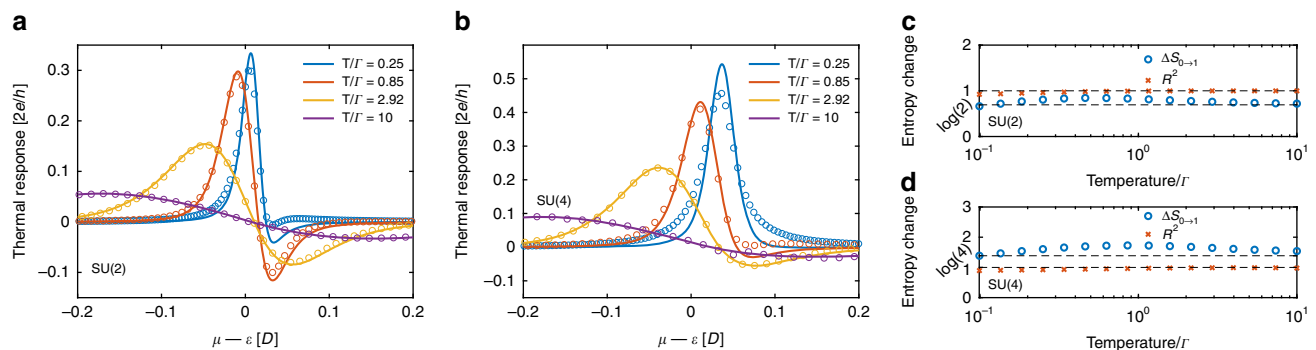 a
Thermal response [2e/h]
0.3
0.2
0.1
0
−0.1
T/Γ = 0.25
T/Γ = 0.85
T/Γ = 2.92
T/Γ = 10
SU(2)
−0.2 −0.1 0 0.1 0.2
μ — ε [D]
b
Thermal response [2e/h]
0.5
0.4
0.3
0.2
0.1
0.0
−0.1
T/Γ = 0.25
T/Γ = 0.85
T/Γ = 2.92
T/Γ = 10
SU(4)
−0.2 −0.1 0 0.1 0.2
μ — ε [D]
c
Entropy change
2
1
log(2)
0
ΔS0→1
R2
SU(2)
10−1 100 101
Temperature/Γ
d
Entropy change
3
2
log(4)
1
0
ΔS0→1
R2
SU(4)
10−1 100 101
Temperature/Γ